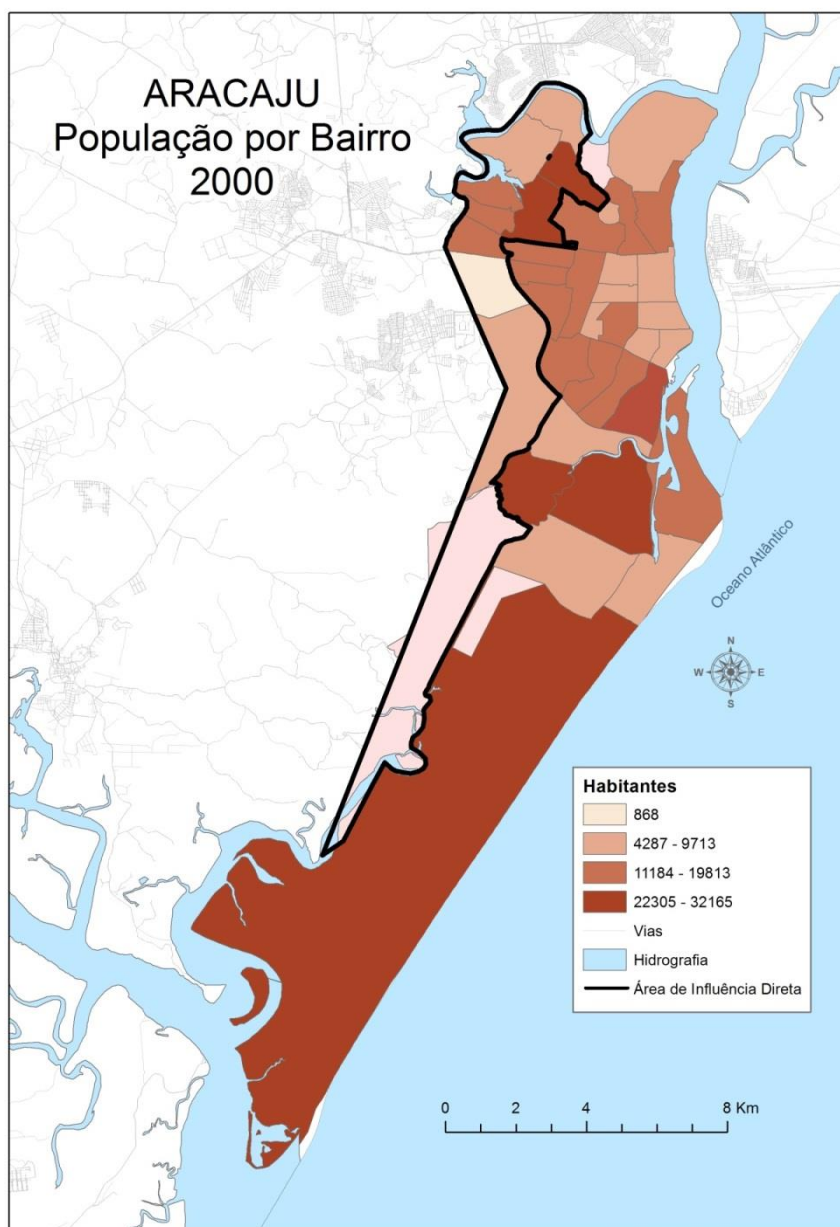 ARACAJU
População por Bairro
2000
Oceano Atlântico
N
W
E
S
Habitantes
868
4287 - 9713
11184 - 19813
22305 - 32165
Vias
Hidrografia
Área de Influência Direta
0 2 4 8 Km